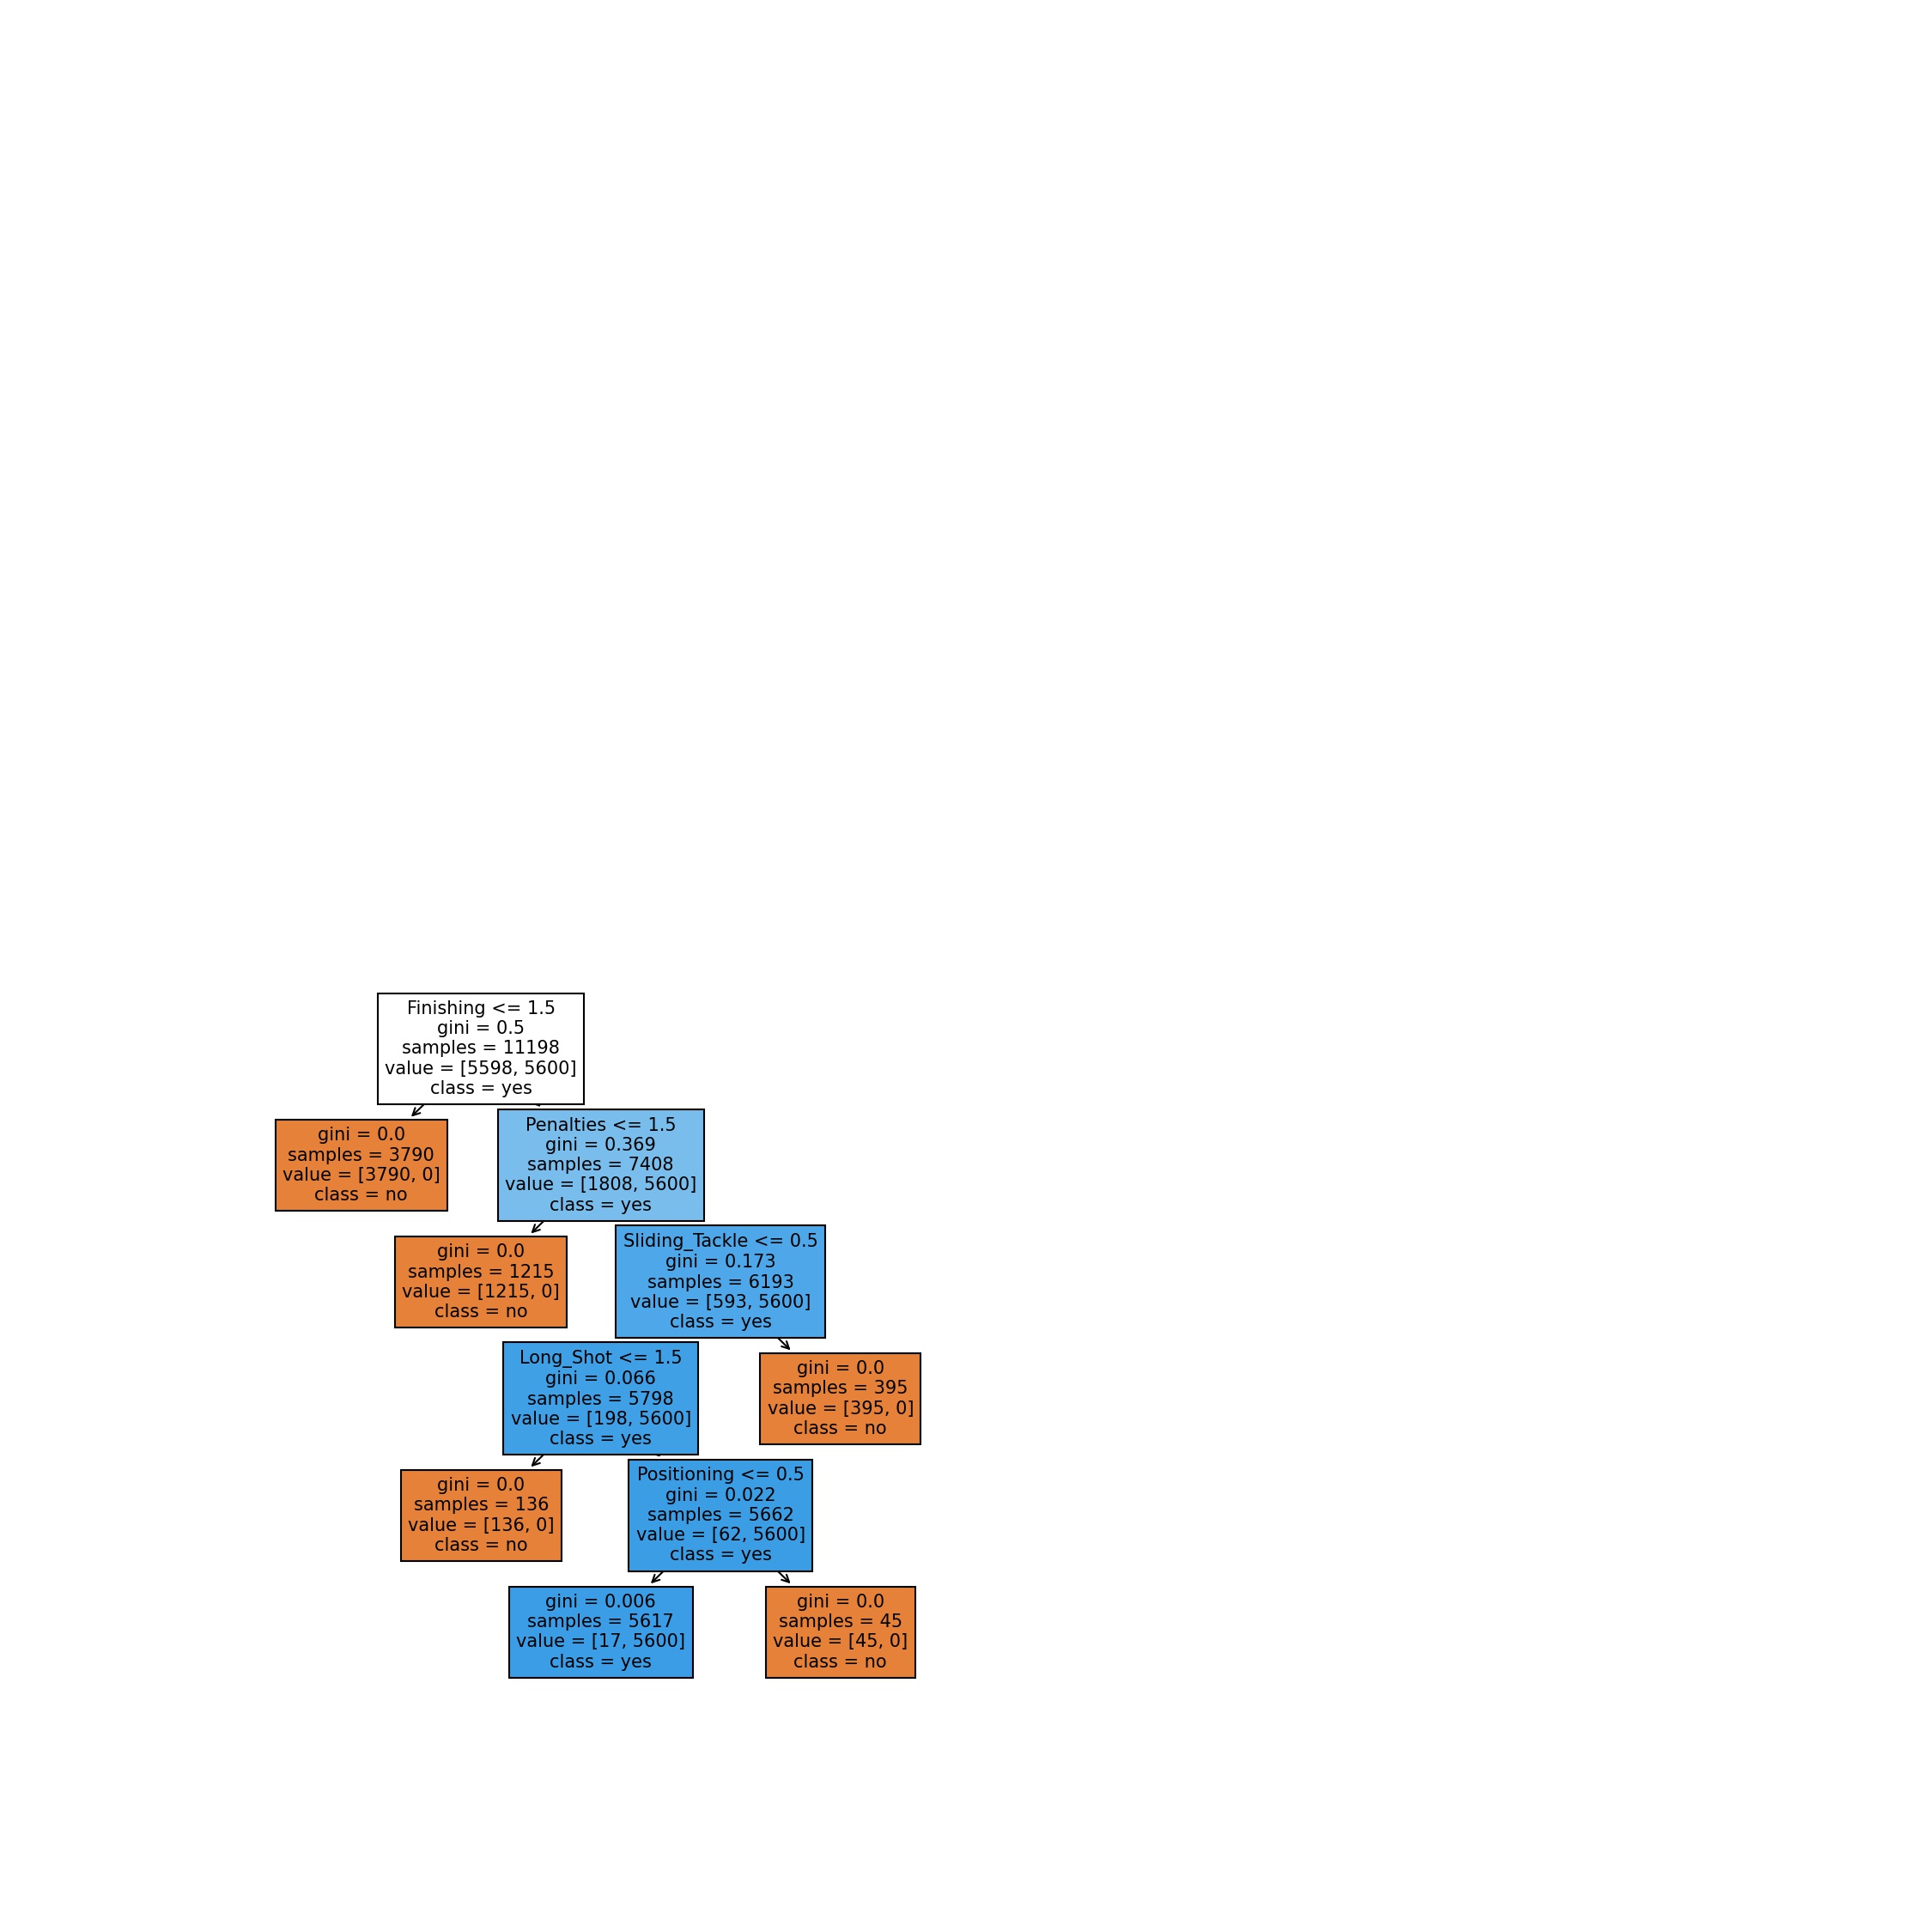 Finishing <= 1.5
gini = 0.5
samples = 11198
value = [5598, 5600]
class = yes
gini = 0.0
samples = 3790
value = [3790, 0]
class = no
Penalties <= 1.5
gini = 0.369
samples = 7408
value = [1808, 5600]
class = yes
gini = 0.0
samples = 1215
value = [1215, 0]
class = no
Sliding_Tackle <= 0.5
gini = 0.173
samples = 6193
value = [593, 5600]
class = yes
Long_Shot <= 1.5
gini = 0.066
samples = 5798
value = [198, 5600]
class = yes
gini = 0.0
samples = 395
value = [395, 0]
class = no
gini = 0.0
samples = 136
value = [136, 0]
class = no
Positioning <= 0.5
gini = 0.022
samples = 5662
value = [62, 5600]
class = yes
gini = 0.006
samples = 5617
value = [17, 5600]
class = yes
gini = 0.0
samples = 45
value = [45, 0]
class = no